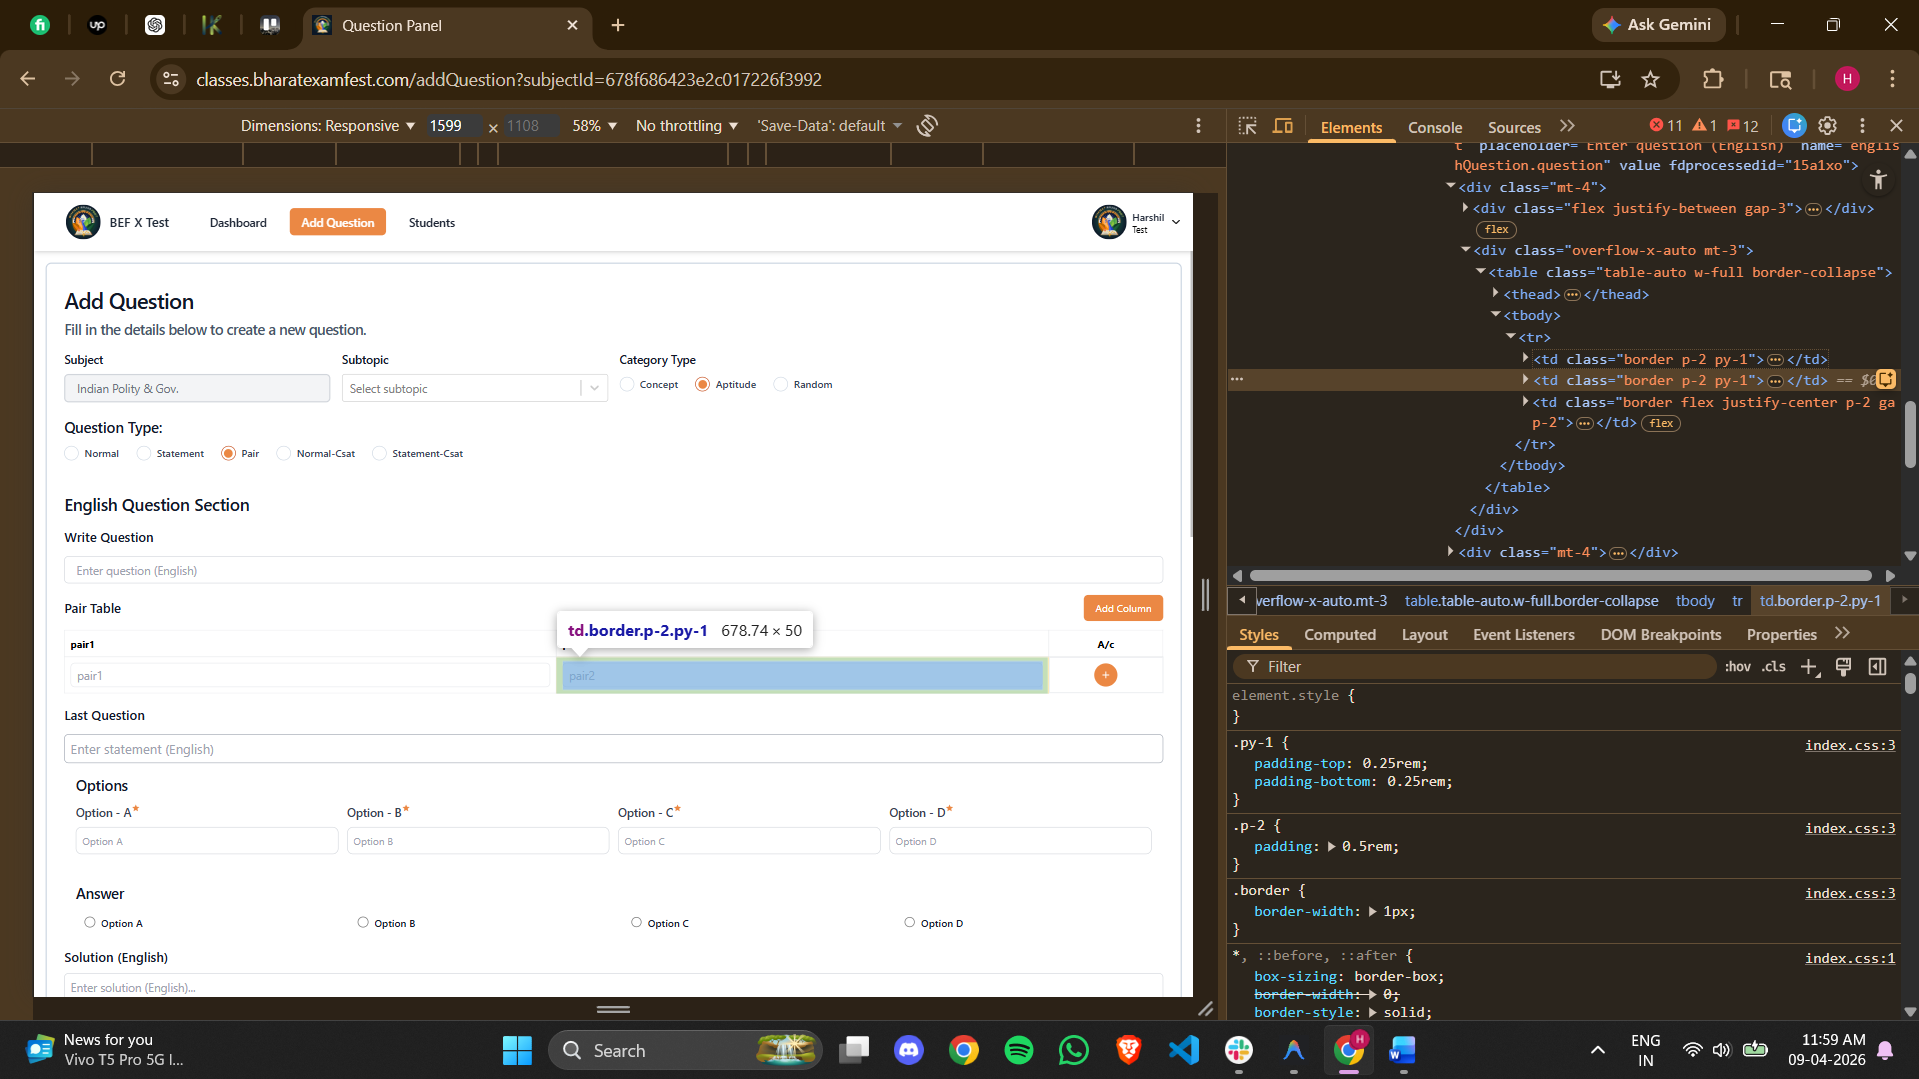 Question Panel
Ask Gemini
classes.bharatexamfest.com/addQuestion?subjectId=678f686423e2c017226f3992
H
Dimensions: Responsive 1599 × 1108 58% No throttling 'Save-Data': default
Elements Console Sources 11 1 12
BEF X Test Dashboard Add Question Students Harshil
Test
Add Question
Fill in the details below to create a new question.
Subject Subtopic Category Type
Indian Polity & Gov. Select subtopic Concept Aptitude Random
Question Type:
Normal Statement Pair Normal-Csat Statement-Csat
English Question Section
Write Question
Enter question (English)
Pair Table Add Column
td.border.p-2.py-1 678.74 × 50
pair1 A/c
pair1 pair2 +
Last Question
Enter statement (English)
Options
Option - A* Option - B* Option - C* Option - D*
Option A Option B Option C Option D
Answer
Option A Option B Option C Option D
Solution (English)
Enter solution (English)...
t" placeholder="Enter question (English)" name="englis
hQuestion.question" value fdprocessedid="15a1xo">
<div class="mt-4">
<div class="flex justify-between gap-3">…</div>
flex
<div class="overflow-x-auto mt-3">
<table class="table-auto w-full border-collapse">
<thead>…</thead>
<tbody>
<tr>
<td class="border p-2 py-1">…</td>
<td class="border p-2 py-1">…</td> == $0
<td class="border flex justify-center p-2 ga
p-2">…</td> flex
</tr>
</tbody>
</table>
</div>
</div>
<div class="mt-4">…</div>
verflow-x-auto.mt-3 table.table-auto.w-full.border-collapse tbody tr td.border.p-2.py-1
Styles Computed Layout Event Listeners DOM Breakpoints Properties
Filter :hov .cls
element.style {
}
.py-1 { index.css:3
padding-top: 0.25rem;
padding-bottom: 0.25rem;
}
.p-2 { index.css:3
padding: 0.5rem;
}
.border { index.css:3
border-width: 1px;
}
*, ::before, ::after { index.css:1
box-sizing: border-box;
border-width: 0;
border-style: solid;
News for you
Vivo T5 Pro 5G l...
Search
ENG
IN
11:59 AM
09-04-2026